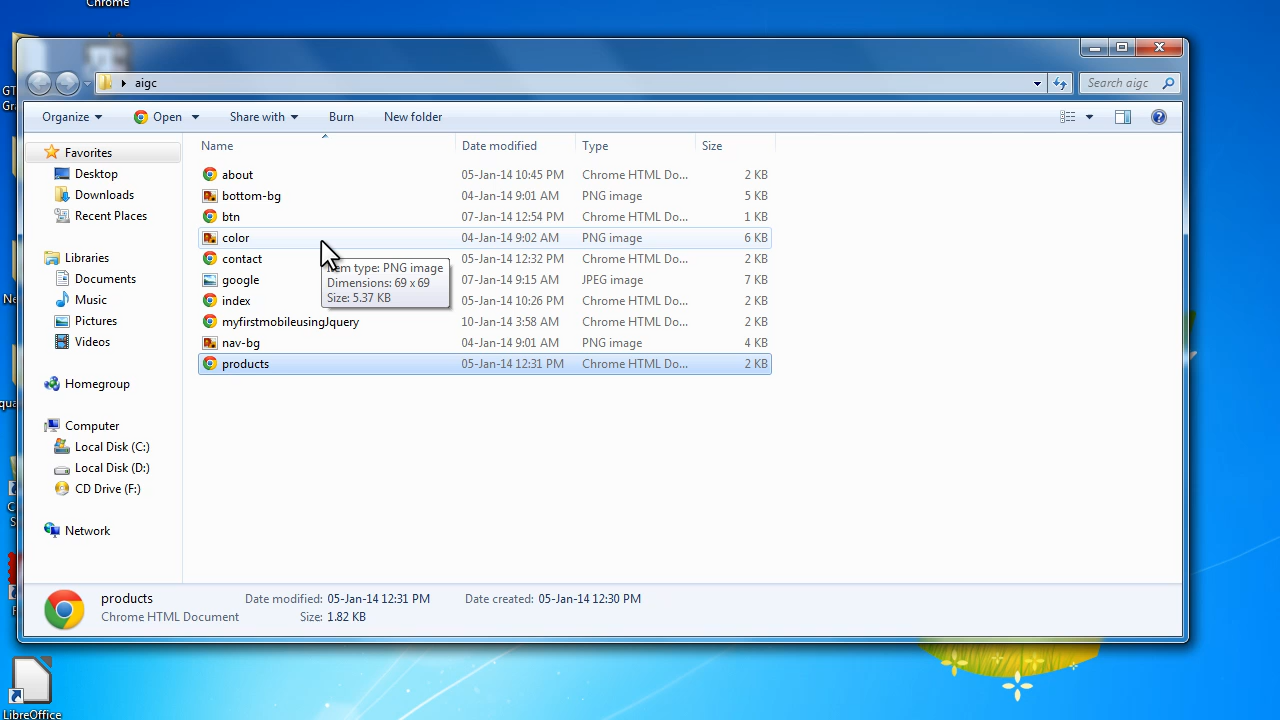 Chrome
aigc
Search aigc
Organize
Open
Share with
Burn
New folder
Name
Date modified
Type
Size
Favorites
Desktop
Downloads
Recent Places
Libraries
Documents
Music
Pictures
Videos
Homegroup
Computer
Local Disk (C:)
Local Disk (D:)
CD Drive (F:)
Network
about 05-Jan-14 10:45 PM Chrome HTML Do... 2 KB
bottom-bg 04-Jan-14 9:01 AM PNG image 5 KB
btn 07-Jan-14 12:54 PM Chrome HTML Do... 1 KB
color 04-Jan-14 9:02 AM PNG image 6 KB
contact 05-Jan-14 12:32 PM Chrome HTML Do... 2 KB
google 07-Jan-14 9:15 AM JPEG image 7 KB
index 05-Jan-14 10:26 PM Chrome HTML Do... 2 KB
myfirstmobileusingJquery 10-Jan-14 3:58 AM Chrome HTML Do... 2 KB
nav-bg 04-Jan-14 9:01 AM PNG image 4 KB
products 05-Jan-14 12:31 PM Chrome HTML Do... 2 KB
type: PNG image
Dimensions: 69 x 69
Size: 5.37 KB
products Date modified: 05-Jan-14 12:31 PM Date created: 05-Jan-14 12:30 PM
Chrome HTML Document Size: 1.82 KB
LibreOffice